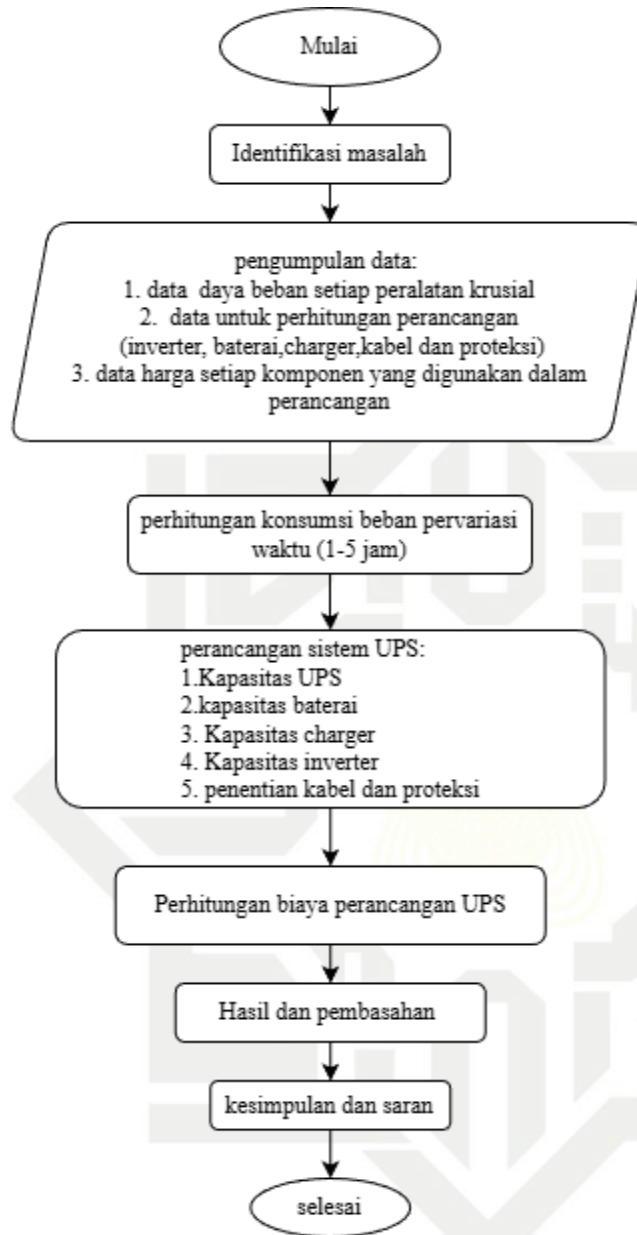 Mulai
Identifikasi masalah
pengumpulan data:
1. data daya beban setiap peralatan krusial
2. data untuk perhitungan perancangan
(inverter, baterai,charger,kabel dan proteksi)
3. data harga setiap komponen yang digunakan dalam
perancangan
perhitungan konsumsi beban pervariasi
waktu (1-5 jam)
perancangan sistem UPS:
1.Kapasitas UPS
2.kapasitas baterai
3. Kapasitas charger
4. Kapasitas inverter
5. penentian kabel dan proteksi
Perhitungan biaya perancangan UPS
Hasil dan pembasahan
kesimpulan dan saran
selesai